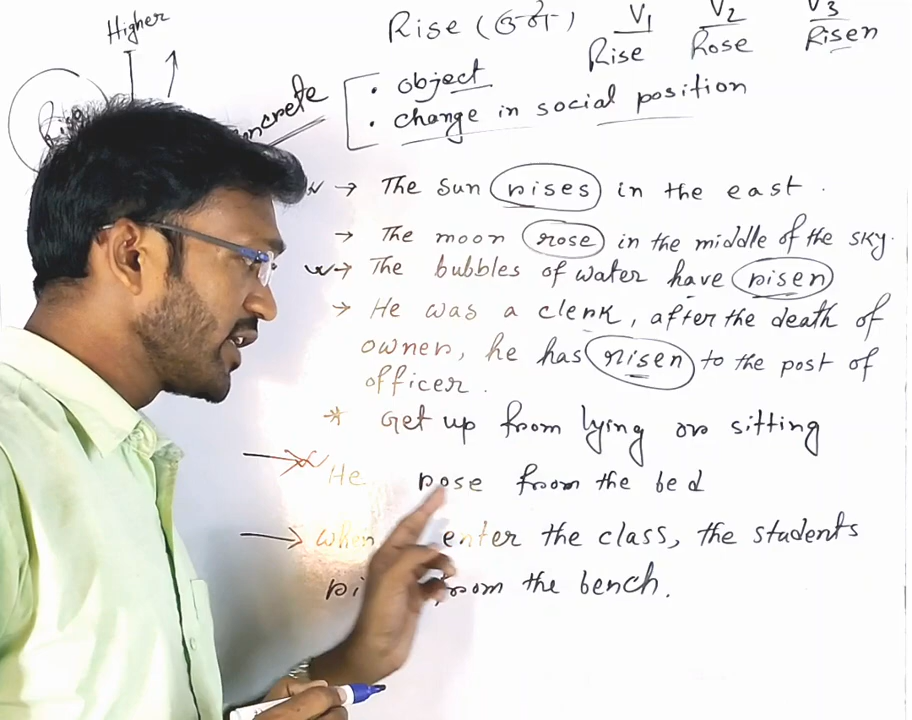 Higher
Rise (ওঠা) V1 V2 V3
Rise Rose Risen
• object
• change in social position
→ The Sun rises in the east.
→ The moon rose in the middle of the sky.
→ The bubbles of water have risen
→ He was a clerk, after the death of
owner, he has risen to the post of
officer.
* Get up from lying or sitting
→ He rose from the bed
→ When enter the class, the students
from the bench.